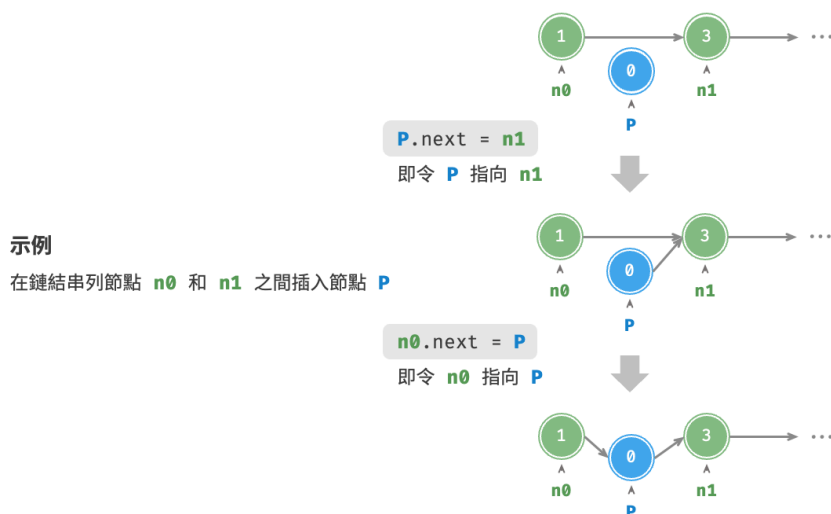 1
3
...
0
n0
n1
P
P.next = n1
即令 P 指向 n1
1
3
...
0
n0
n1
P
示例
在鏈結串列節點 n0 和 n1 之間插入節點 P
n0.next = P
即令 n0 指向 P
1
3
...
0
n0
n1
P